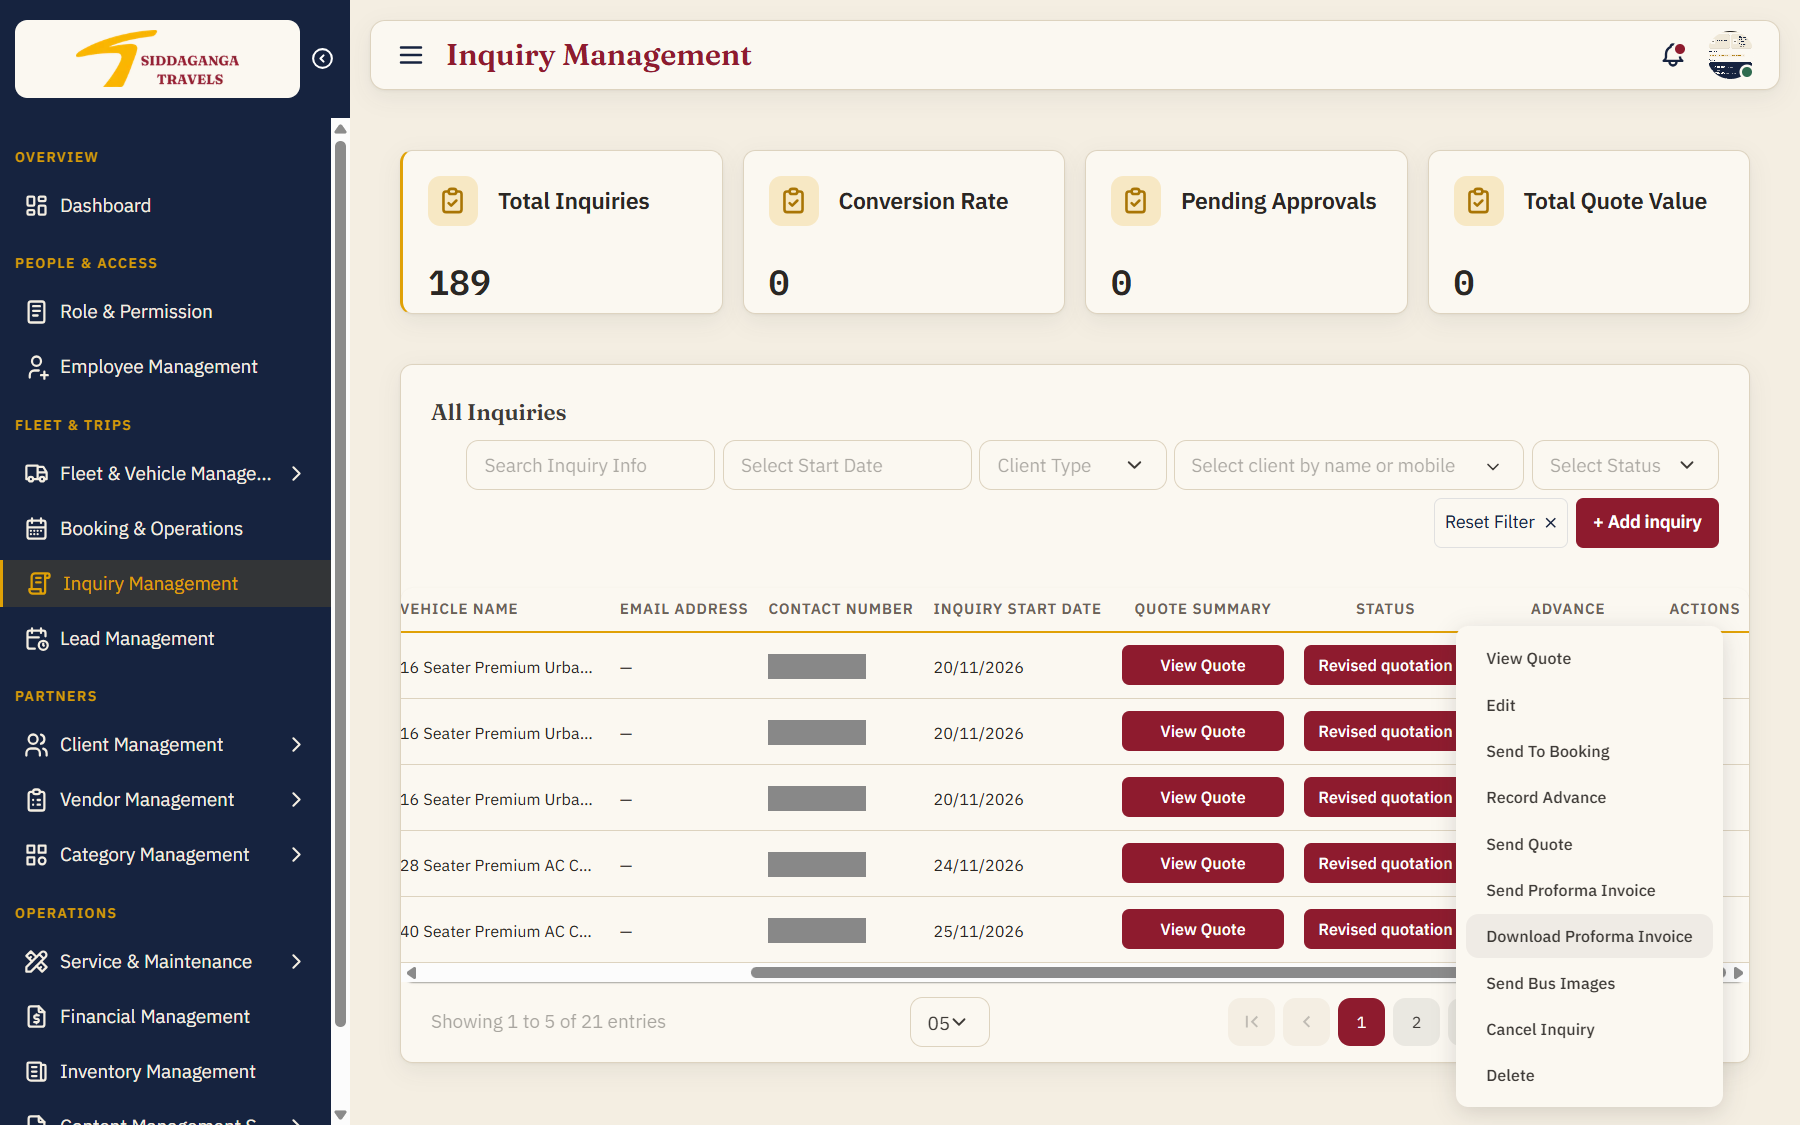 SIDDAGANGA
TRAVELS
OVERVIEW
Dashboard
PEOPLE & ACCESS
Role & Permission
Employee Management
FLEET & TRIPS
Fleet & Vehicle Manage...
Booking & Operations
Inquiry Management
Lead Management
PARTNERS
Client Management
Vendor Management
Category Management
OPERATIONS
Service & Maintenance
Financial Management
Inventory Management
Content Management S
Inquiry Management
Total Inquiries
189
Conversion Rate
0
Pending Approvals
0
Total Quote Value
0
All Inquiries
Search Inquiry Info Select Start Date Client Type Select client by name or mobile Select Status
Reset Filter × + Add inquiry
VEHICLE NAME EMAIL ADDRESS CONTACT NUMBER INQUIRY START DATE QUOTE SUMMARY STATUS ADVANCE ACTIONS
16 Seater Premium Urba... – 20/11/2026 View Quote Revised quotation
16 Seater Premium Urba... – 20/11/2026 View Quote Revised quotation
16 Seater Premium Urba... – 20/11/2026 View Quote Revised quotation
28 Seater Premium AC C... – 24/11/2026 View Quote Revised quotation
40 Seater Premium AC C... – 25/11/2026 View Quote Revised quotation
Showing 1 to 5 of 21 entries 05 1 2
View Quote
Edit
Send To Booking
Record Advance
Send Quote
Send Proforma Invoice
Download Proforma Invoice
Send Bus Images
Cancel Inquiry
Delete